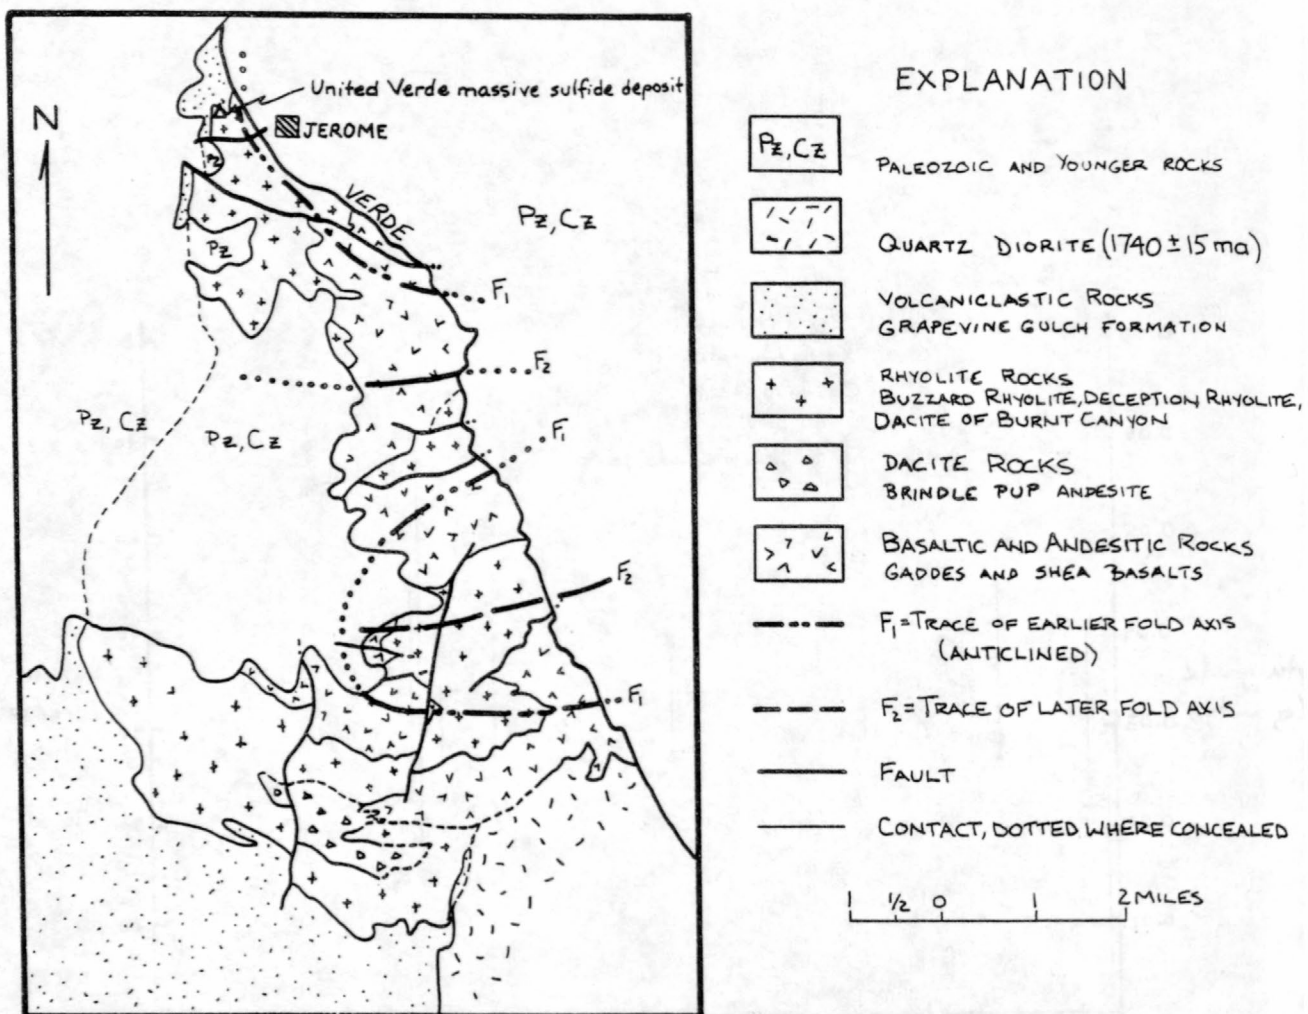 United Verde massive sulfide deposit
N
JEROME
Pz
VERDE
Pz, Cz
Pz
F₁
F₂
Pz, Cz
Pz, Cz
F₁
F₂
F₁
EXPLANATION
Pz, Cz
PALEOZOIC AND YOUNGER ROCKS
QUARTZ DIORITE (1740 ± 15 ma)
VOLCANICLASTIC ROCKS
GRAPEVINE GULCH FORMATION
RHYOLITE ROCKS
BUZZARD RHYOLITE, DECEPTION RHYOLITE,
DACITE OF BURNT CANYON
DACITE ROCKS
BRINDLE PUP ANDESITE
BASALTIC AND ANDESITIC ROCKS
GADDES AND SHEA BASALTS
F₁ = TRACE OF EARLIER FOLD AXIS
(ANTICLINED)
F₂ = TRACE OF LATER FOLD AXIS
FAULT
CONTACT, DOTTED WHERE CONCEALED
1/2 0 1 2 MILES